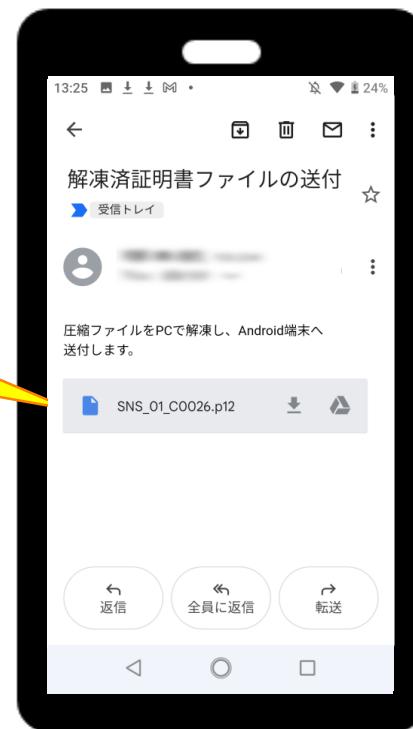 13:25 24%
解凍済証明書ファイルの送付
受信トレイ
圧縮ファイルをPCで解凍し、Android端末へ
送付します。
SNS_01_C0026.p12
返信 全員に返信 転送